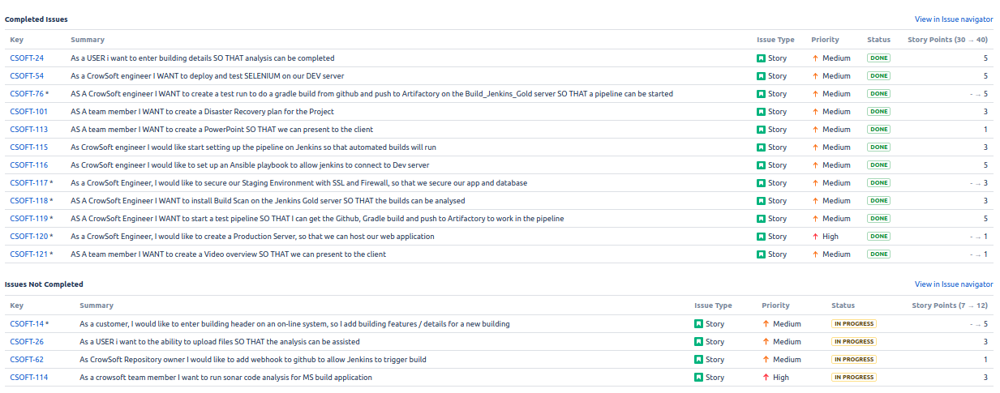 Completed Issues View in Issue navigator
Key Summary Issue Type Priority Status Story Points (30 → 40)
CSOFT-24 As a USER i want to enter building details SO THAT analysis can be completed Story Medium DONE 5
CSOFT-54 As a CrowSoft engineer I WANT to deploy and test SELENIUM on our DEV server Story Medium DONE 5
CSOFT-76 * AS A CrowSoft engineer I WANT to create a test run to do a gradle build from github and push to Artifactory on the Build_Jenkins_Gold server SO THAT a pipeline can be started Story Medium DONE - → 5
CSOFT-101 AS A team member I WANT to create a Disaster Recovery plan for the Project Story Medium DONE 3
CSOFT-113 AS A team member I WANT to create a PowerPoint SO THAT we can present to the client Story Medium DONE 1
CSOFT-115 As CrowSoft engineer I would like start setting up the pipeline on Jenkins so that automated builds will run Story Medium DONE 3
CSOFT-116 As CrowSoft engineer I would like to set up an Ansible playbook to allow jenkins to connect to Dev server Story Medium DONE 5
CSOFT-117 * As a CrowSoft Engineer, I would like to secure our Staging Environment with SSL and Firewall, so that we secure our app and database Story Medium DONE - → 3
CSOFT-118 * AS A CrowSoft Engineer I WANT to install Build Scan on the Jenkins Gold server SO THAT the builds can be analysed Story Medium DONE 3
CSOFT-119 * AS A CrowSoft Engineer I WANT to start a test pipeline SO THAT I can get the Github, Gradle build and push to Artifactory to work in the pipeline Story Medium DONE 5
CSOFT-120 * As a CrowSoft Engineer, I would like to create a Production Server, so that we can host our web application Story High DONE - → 1
CSOFT-121 * AS A team member I WANT to create a Video overview SO THAT we can present to the client Story Medium DONE - → 1
Issues Not Completed View in Issue navigator
Key Summary Issue Type Priority Status Story Points (7 → 12)
CSOFT-14 * As a customer, I would like to enter building header on an on-line system, so I add building features / details for a new building Story Medium IN PROGRESS - → 5
CSOFT-26 As a USER i want to the ability to upload files SO THAT the analysis can be assisted Story Medium IN PROGRESS 3
CSOFT-62 As CrowSoft Repository owner I would like to add webhook to github to allow Jenkins to trigger build Story Medium IN PROGRESS 1
CSOFT-114 As a crowsoft team member I want to run sonar code analysis for MS build application Story High IN PROGRESS 3